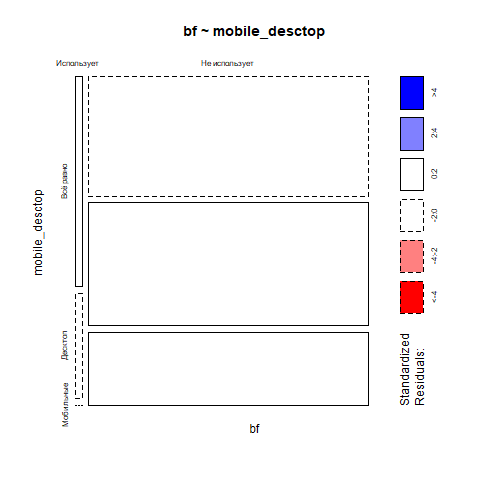 bf ~ mobile_desctop
Использует
Не использует
Всё равно
Десктоп
Мобильные
mobile_desctop
bf
>4
2:4
0:2
-2:0
-4:-2
<-4
Standardized
Residuals: